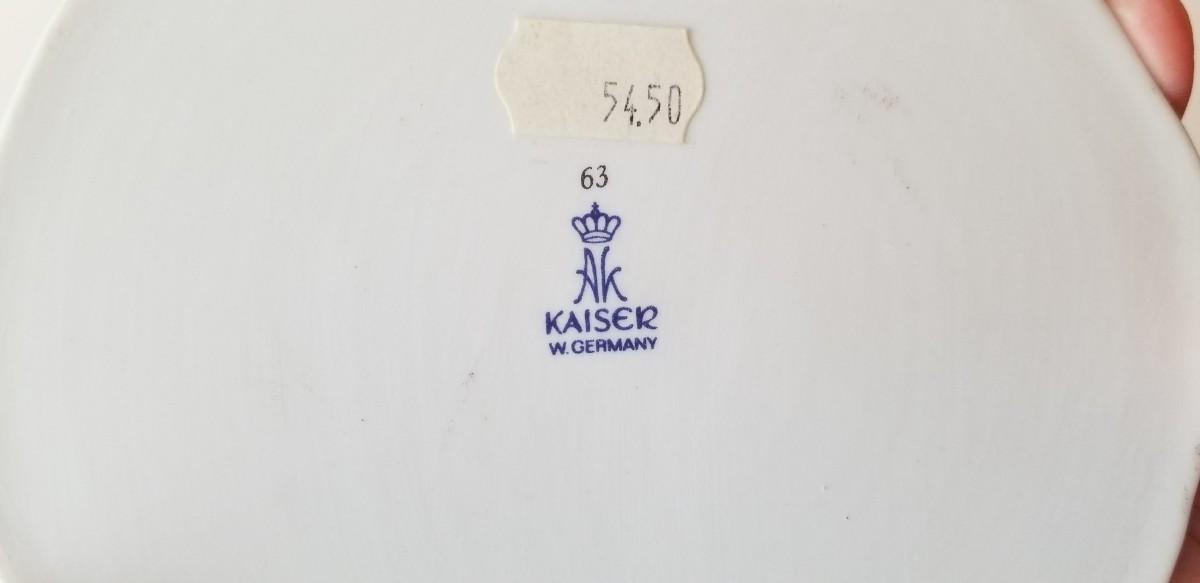 54.50
63
AK
KAISER
W. GERMANY